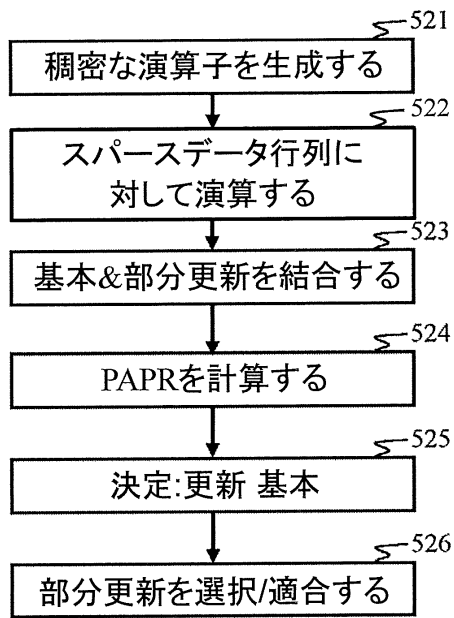 521
稠密な演算子を生成する
522
スパースデータ行列に
対して演算する
523
基本&部分更新を結合する
524
PAPRを計算する
525
決定:更新 基本
526
部分更新を選択/適合する